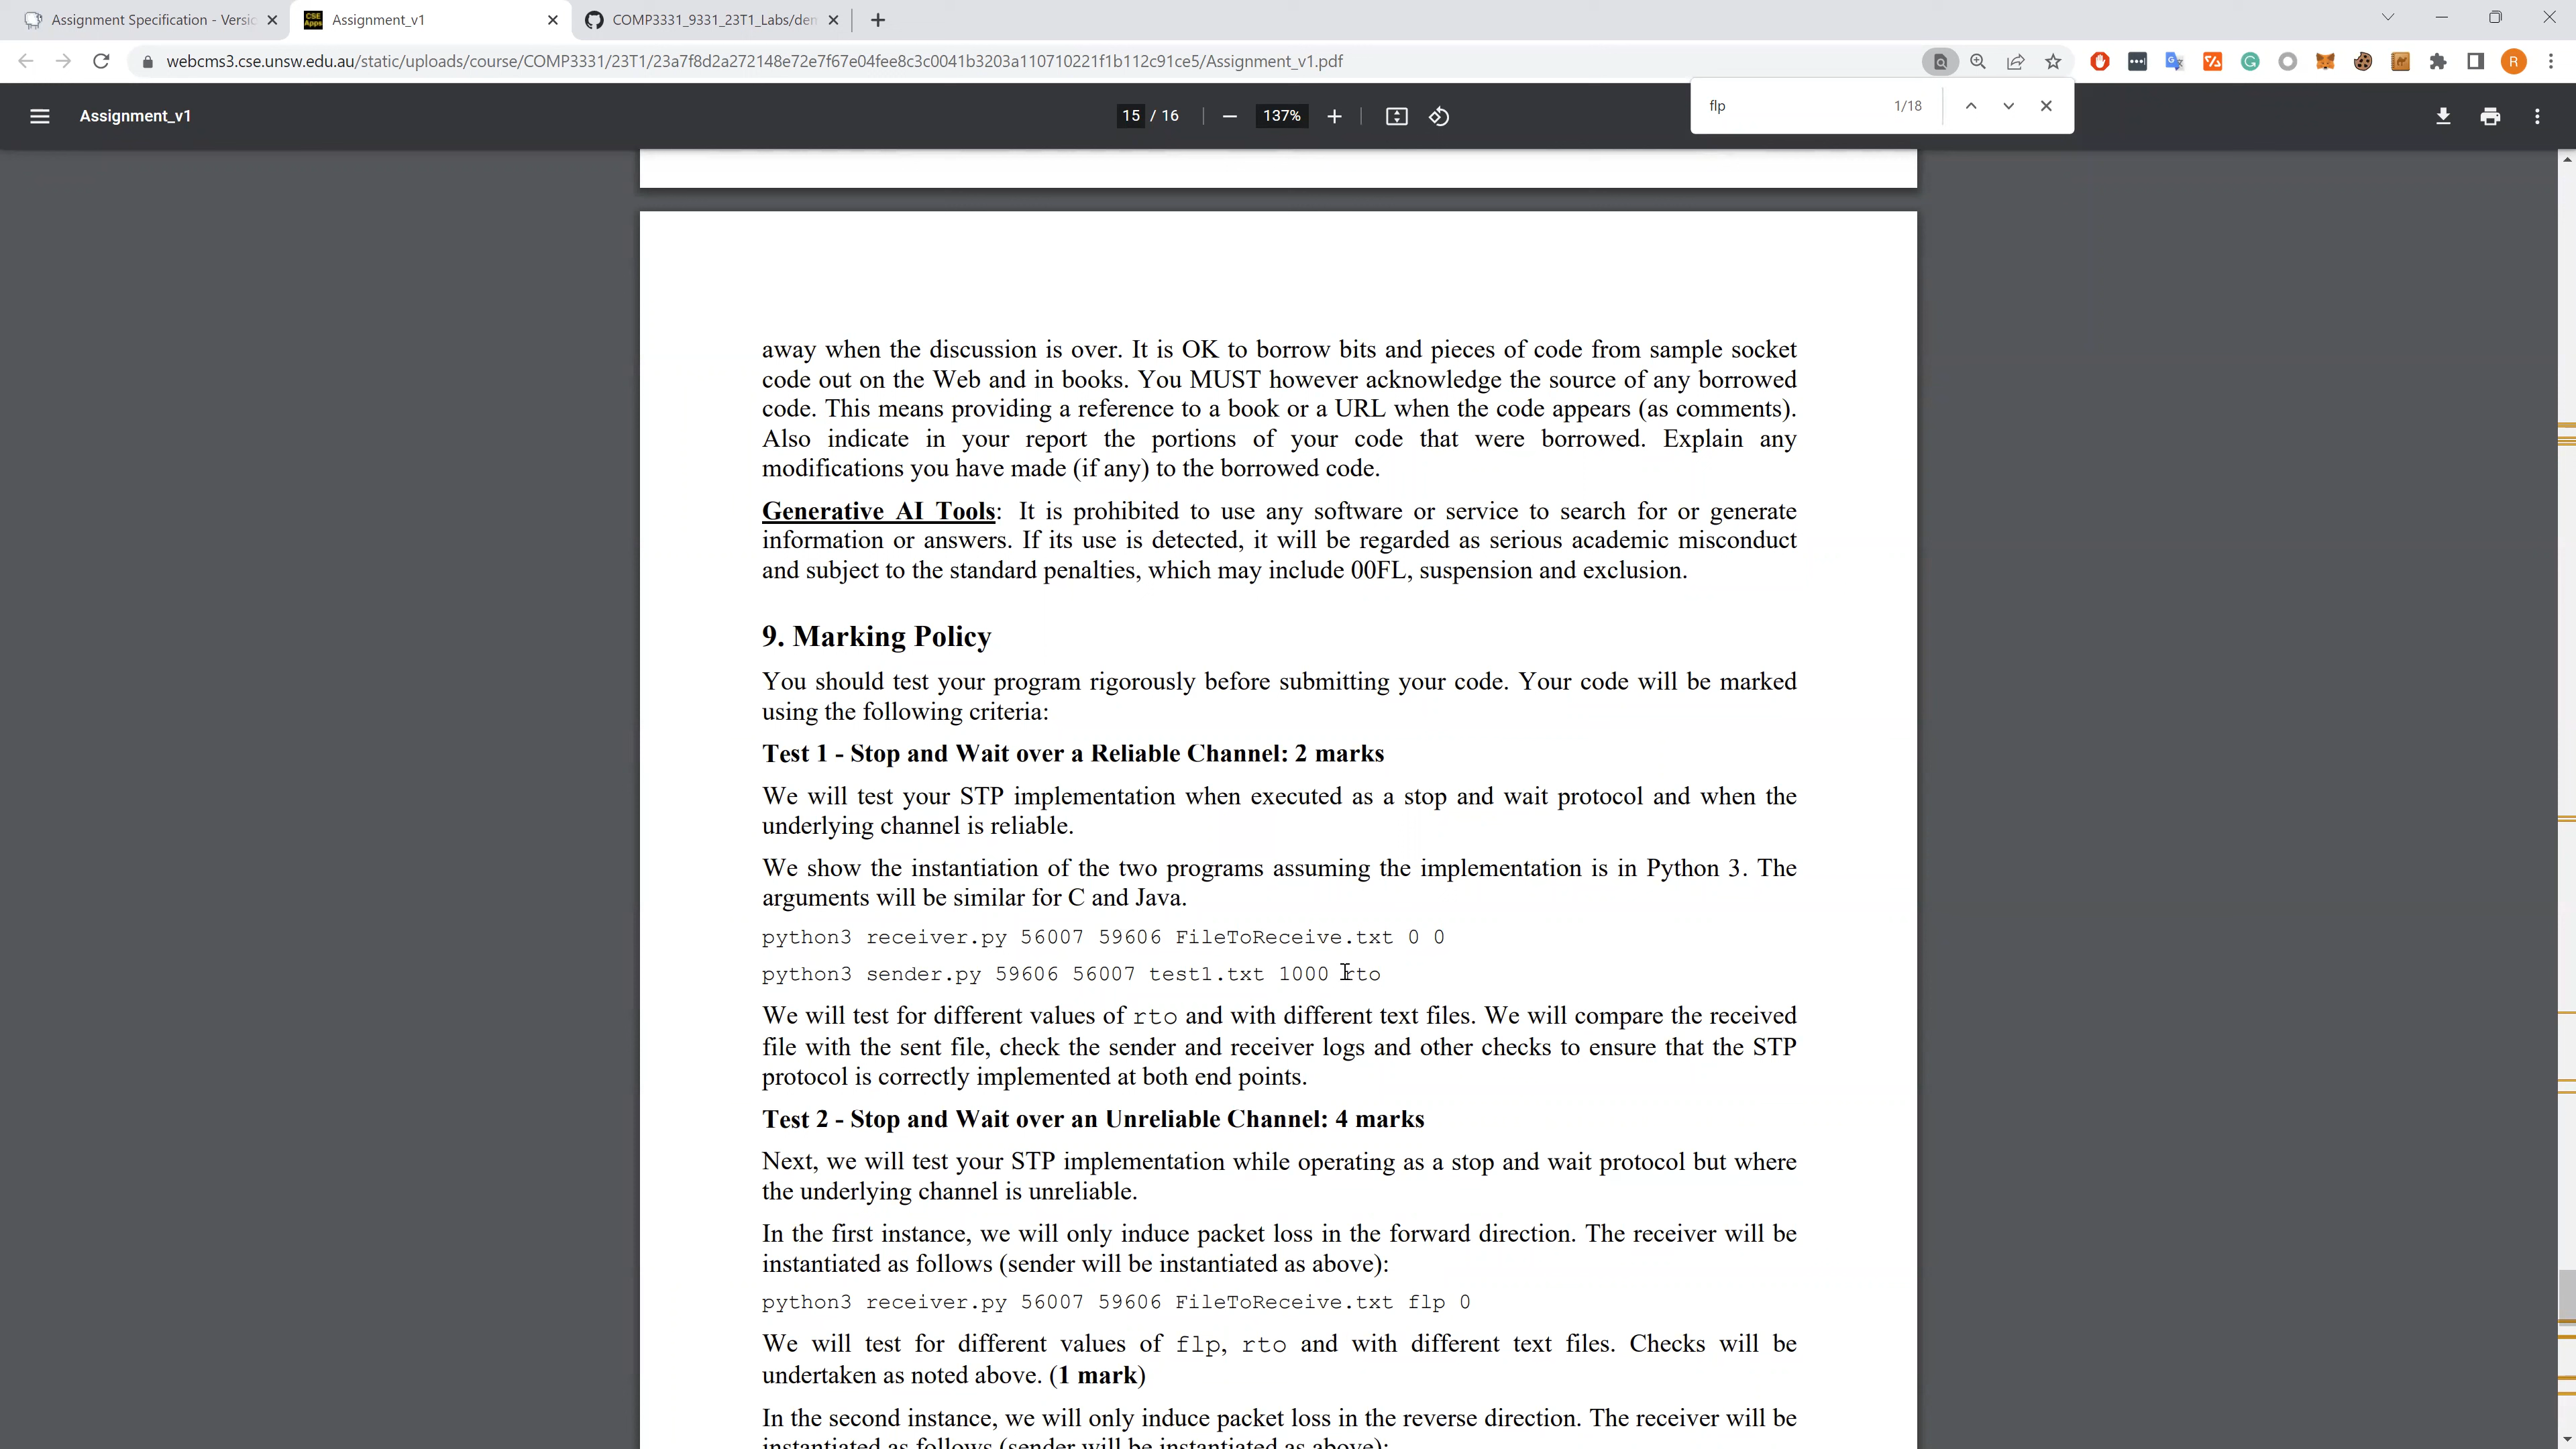 Assignment Specification - Versic
Assignment_v1
COMP3331_9331_23T1_Labs/den
webcms3.cse.unsw.edu.au/static/uploads/course/COMP3331/23T1/23a7f8d2a272148e72e7f67e04fee8c3c0041b3203a110710221f1b112c91ce5/Assignment_v1.pdf
R
Assignment_v1
15 / 16
137%
flp
1/18
away when the discussion is over. It is OK to borrow bits and pieces of code from sample socket
code out on the Web and in books. You MUST however acknowledge the source of any borrowed
code. This means providing a reference to a book or a URL when the code appears (as comments).
Also indicate in your report the portions of your code that were borrowed. Explain any
modifications you have made (if any) to the borrowed code.
Generative AI Tools: It is prohibited to use any software or service to search for or generate
information or answers. If its use is detected, it will be regarded as serious academic misconduct
and subject to the standard penalties, which may include 00FL, suspension and exclusion.
9. Marking Policy
You should test your program rigorously before submitting your code. Your code will be marked
using the following criteria:
Test 1 - Stop and Wait over a Reliable Channel: 2 marks
We will test your STP implementation when executed as a stop and wait protocol and when the
underlying channel is reliable.
We show the instantiation of the two programs assuming the implementation is in Python 3. The
arguments will be similar for C and Java.
python3 receiver.py 56007 59606 FileToReceive.txt 0 0
python3 sender.py 59606 56007 test1.txt 1000 rto
We will test for different values of rto and with different text files. We will compare the received
file with the sent file, check the sender and receiver logs and other checks to ensure that the STP
protocol is correctly implemented at both end points.
Test 2 - Stop and Wait over an Unreliable Channel: 4 marks
Next, we will test your STP implementation while operating as a stop and wait protocol but where
the underlying channel is unreliable.
In the first instance, we will only induce packet loss in the forward direction. The receiver will be
instantiated as follows (sender will be instantiated as above):
python3 receiver.py 56007 59606 FileToReceive.txt flp 0
We will test for different values of flp, rto and with different text files. Checks will be
undertaken as noted above. (1 mark)
In the second instance, we will only induce packet loss in the reverse direction. The receiver will be
instantiated as follows (sender will be instantiated as above):